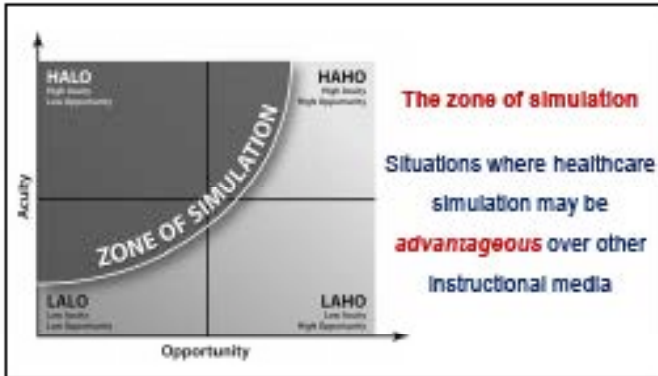 HALO
High Acuity
Low Opportunity
HAHO
High Acuity
High Opportunity
ZONE OF SIMULATION
LALO
Low Acuity
Low Opportunity
LAHO
Low Acuity
High Opportunity
Acuity
Opportunity
The zone of simulation
Situations where healthcare
simulation may be
advantageous over other
instructional media